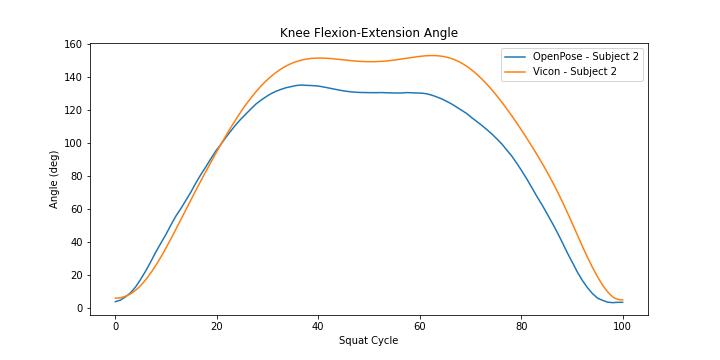 Knee Flexion-Extension Angle
OpenPose - Subject 2
Vicon - Subject 2
Angle (deg)
160
140
120
100
80
60
40
20
0
0 20 40 60 80 100
Squat Cycle